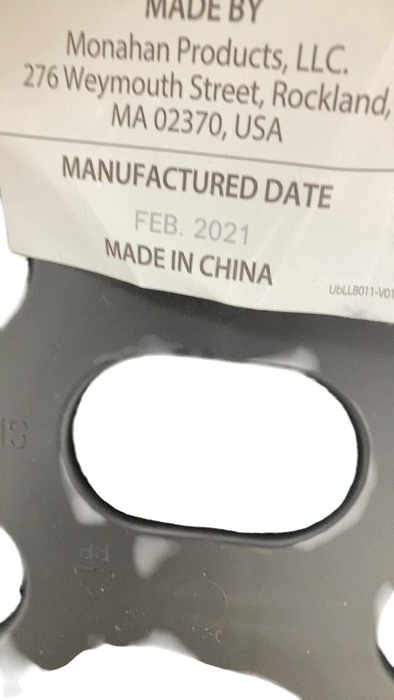 MADE BY
Monahan Products, LLC.
276 Weymouth Street, Rockland,
MA 02370, USA
MANUFACTURED DATE
FEB. 2021
MADE IN CHINA
UbLLB011-V01
PP